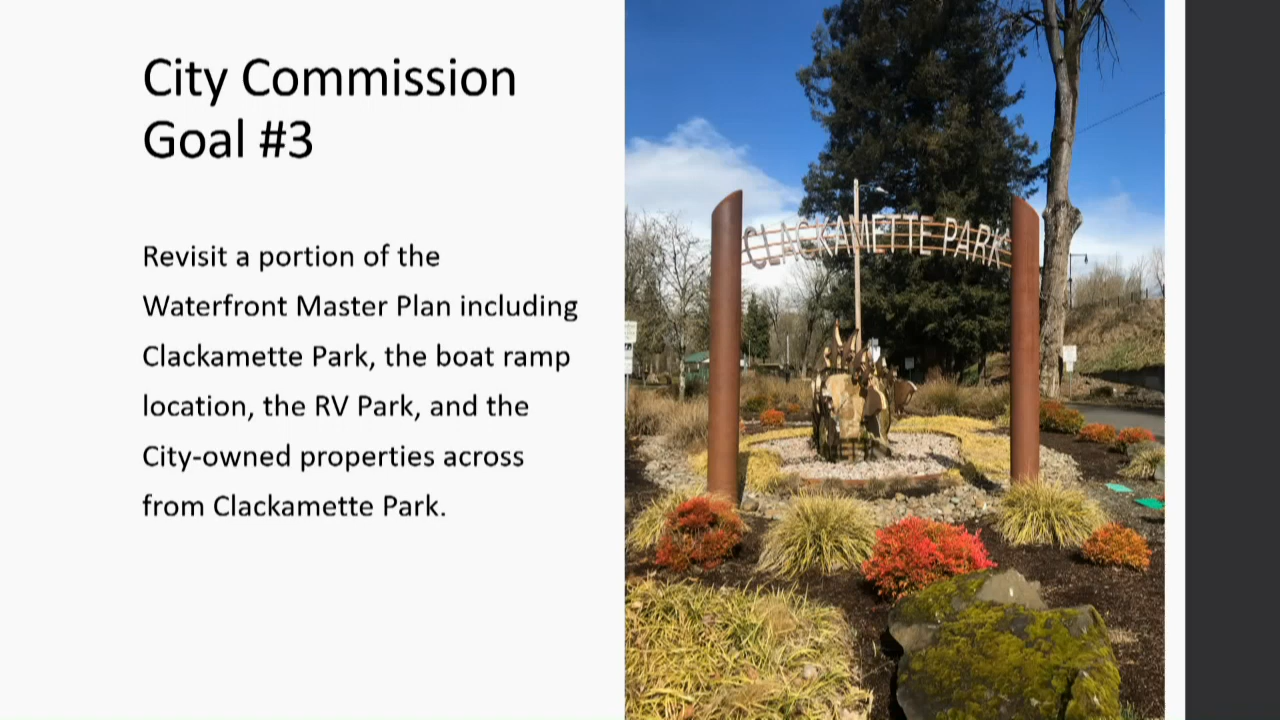 City Commission
Goal #3
Revisit a portion of the
Waterfront Master Plan including
Clackamette Park, the boat ramp
location, the RV Park, and the
City-owned properties across
from Clackamette Park.
CLACKAMETTE PARK